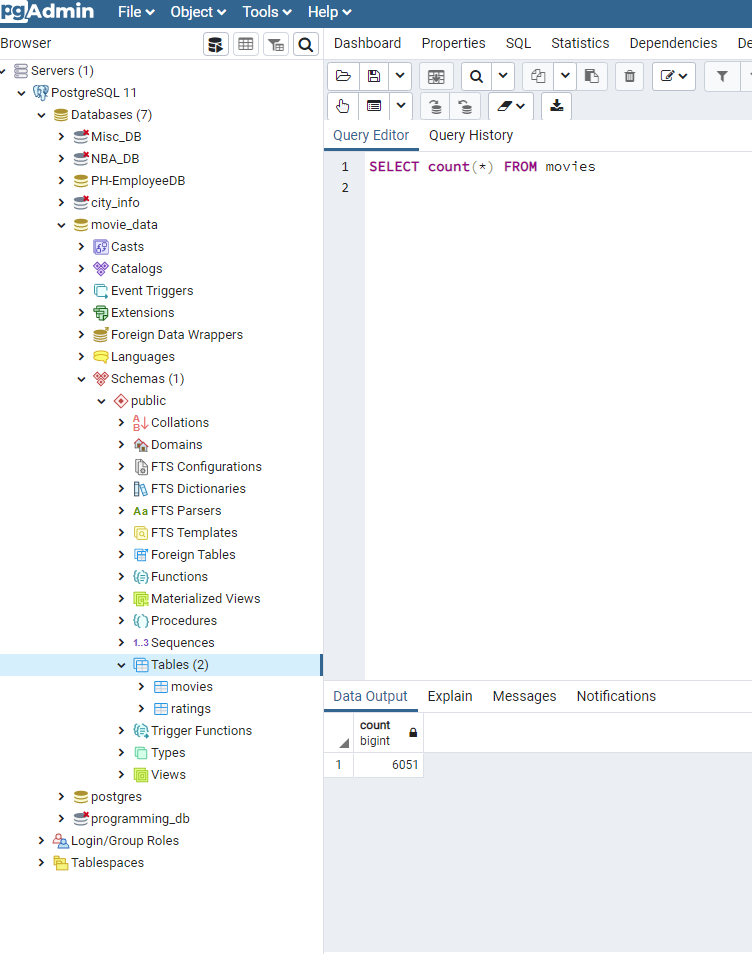 pgAdmin File Object Tools Help
Browser
Dashboard Properties SQL Statistics Dependencies De
Servers (1)
PostgreSQL 11
Databases (7)
Misc_DB
NBA_DB
PH-EmployeeDB
city_info
movie_data
Casts
Catalogs
Event Triggers
Extensions
Foreign Data Wrappers
Languages
Schemas (1)
public
Collations
Domains
FTS Configurations
FTS Dictionaries
Aa FTS Parsers
FTS Templates
Foreign Tables
Functions
Materialized Views
Procedures
1..3 Sequences
Tables (2)
movies
ratings
Trigger Functions
Types
Views
postgres
programming_db
Login/Group Roles
Tablespaces
Query Editor Query History
1 SELECT count(*) FROM movies
2
Data Output Explain Messages Notifications
count
bigint
1 6051